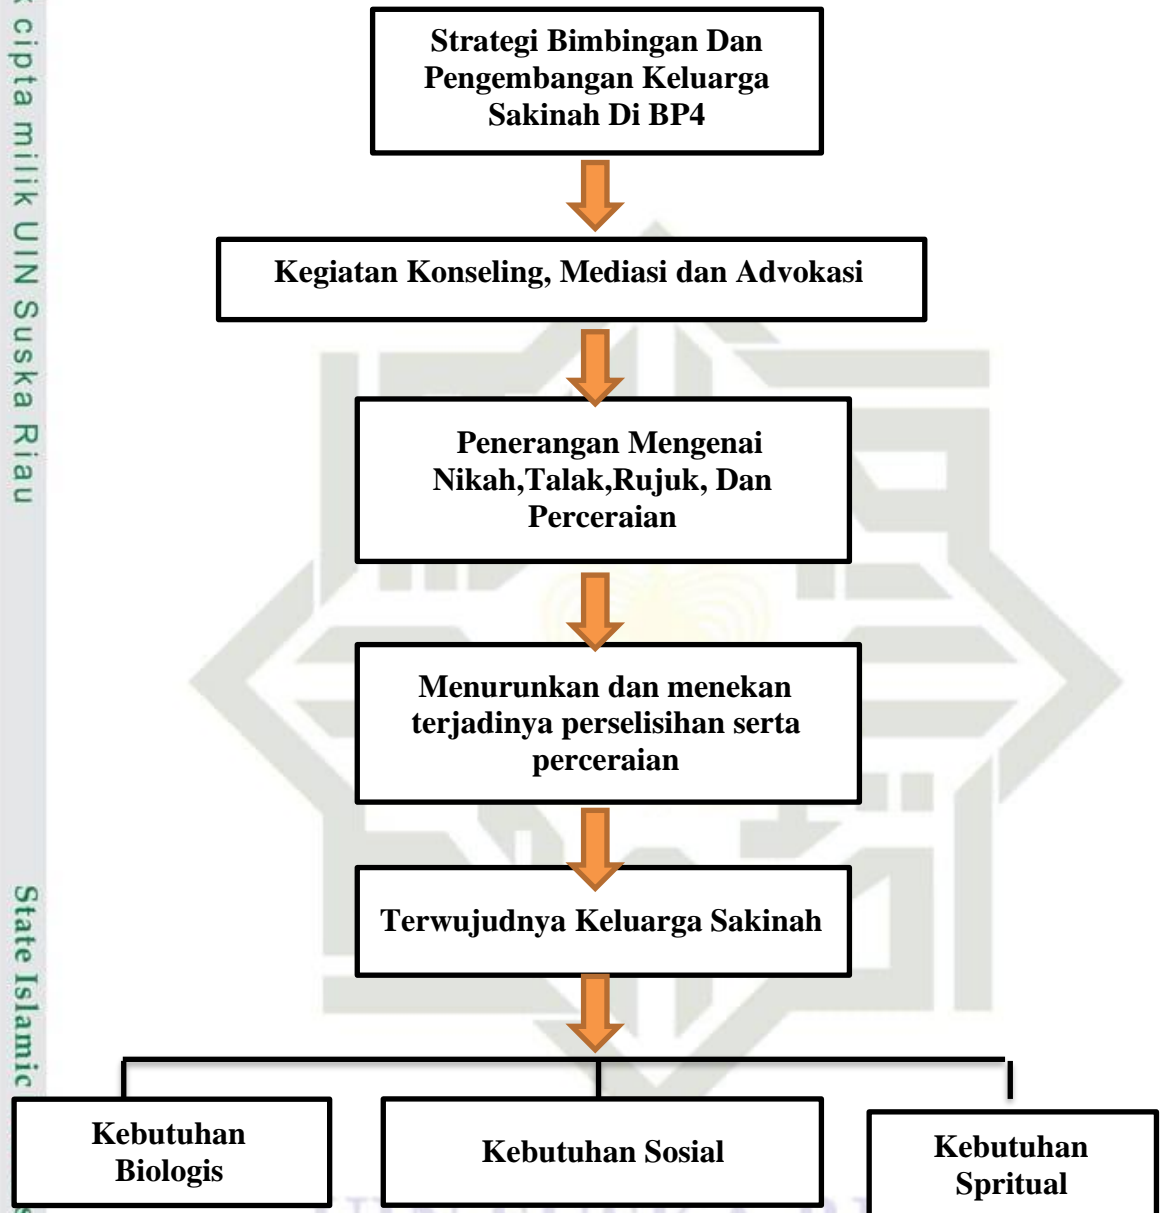 Strategi Bimbingan Dan
Pengembangan Keluarga
Sakinah Di BP4
Kegiatan Konseling, Mediasi dan Advokasi
Penerangan Mengenai
Nikah,Talak,Rujuk, Dan
Perceraian
Menurunkan dan menekan
terjadinya perselisihan serta
perceraian
Terwujudnya Keluarga Sakinah
Kebutuhan
Biologis
Kebutuhan Sosial
Kebutuhan
Spritual
cipta milik UIN Suska Riau
State Islamic